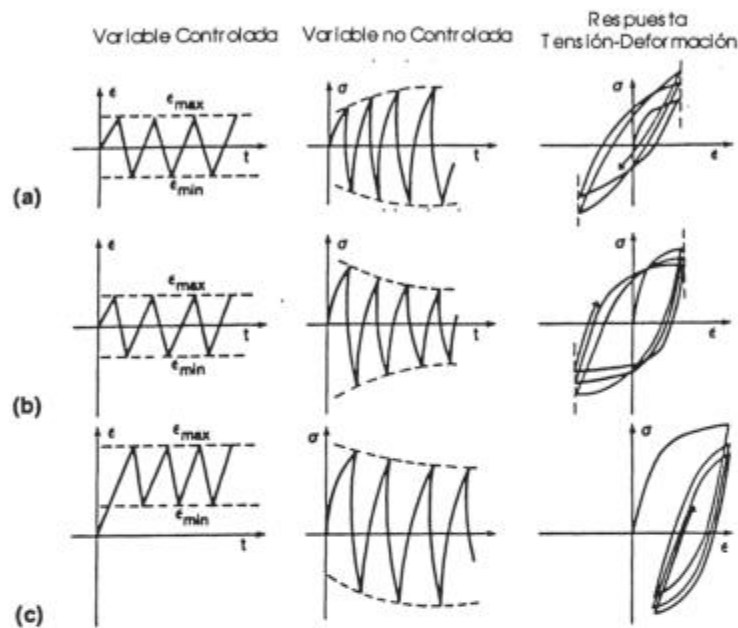 Variable Controlada
Variable no Controlada
Respuesta
Tensión-Deformación
ϵ
ϵmax
t
ϵmin
σ
t
σ
ϵ
(a)
ϵ
ϵmax
t
ϵmin
σ
t
σ
ϵ
(b)
ϵ
ϵmax
ϵmin
t
σ
t
σ
ϵ
(c)